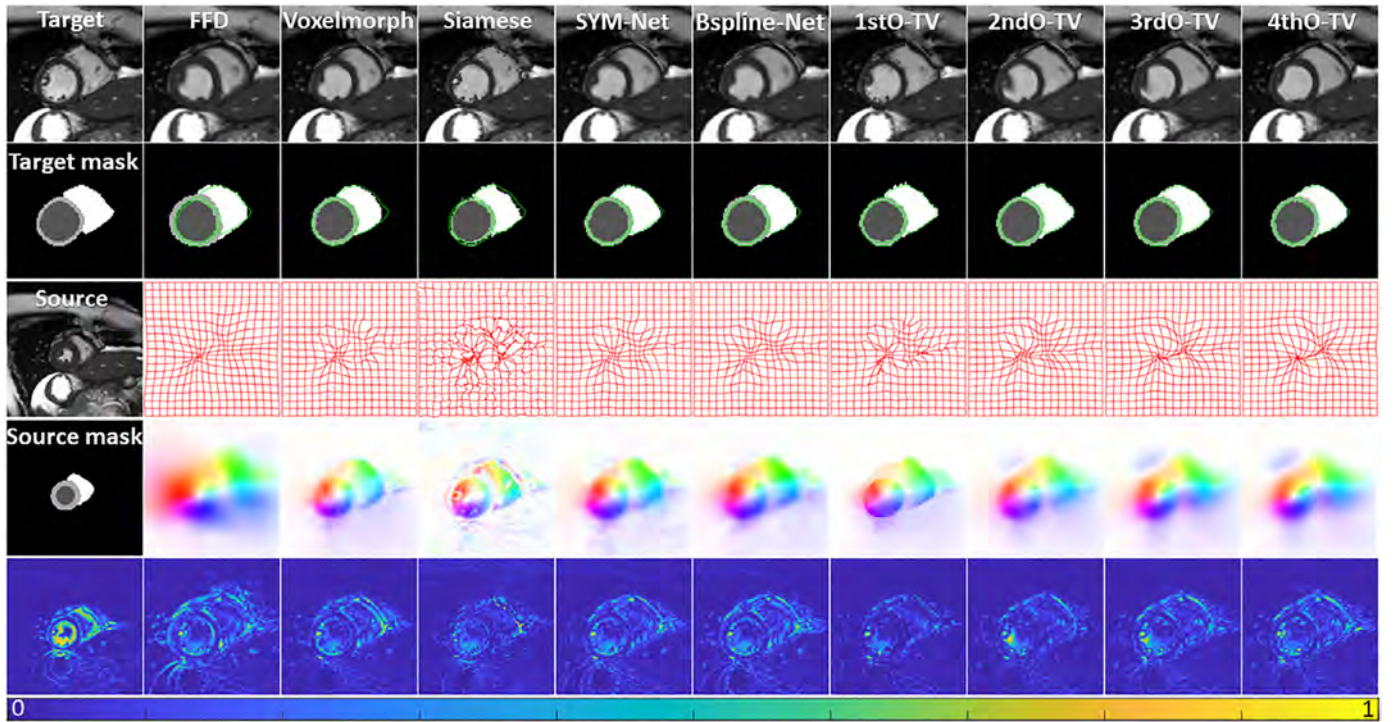 Target FFD Voxelmorph Siamese SYM-Net Bspline-Net 1stO-TV 2ndO-TV 3rdO-TV 4thO-TV
Target mask
Source
Source mask
0 1